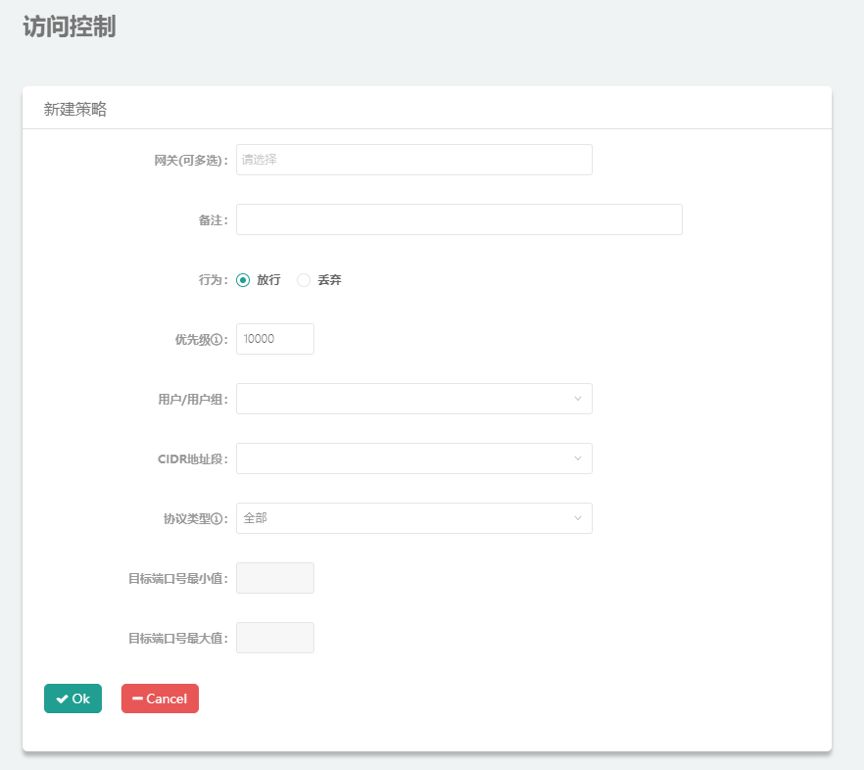 访问控制
新建策略
网关(可多选)： 请选择
备注：
行为： 放行 丢弃
优先级①： 10000
用户/用户组：
CIDR地址段：
协议类型①： 全部
目标端口号最小值：
目标端口号最大值：
Ok Cancel